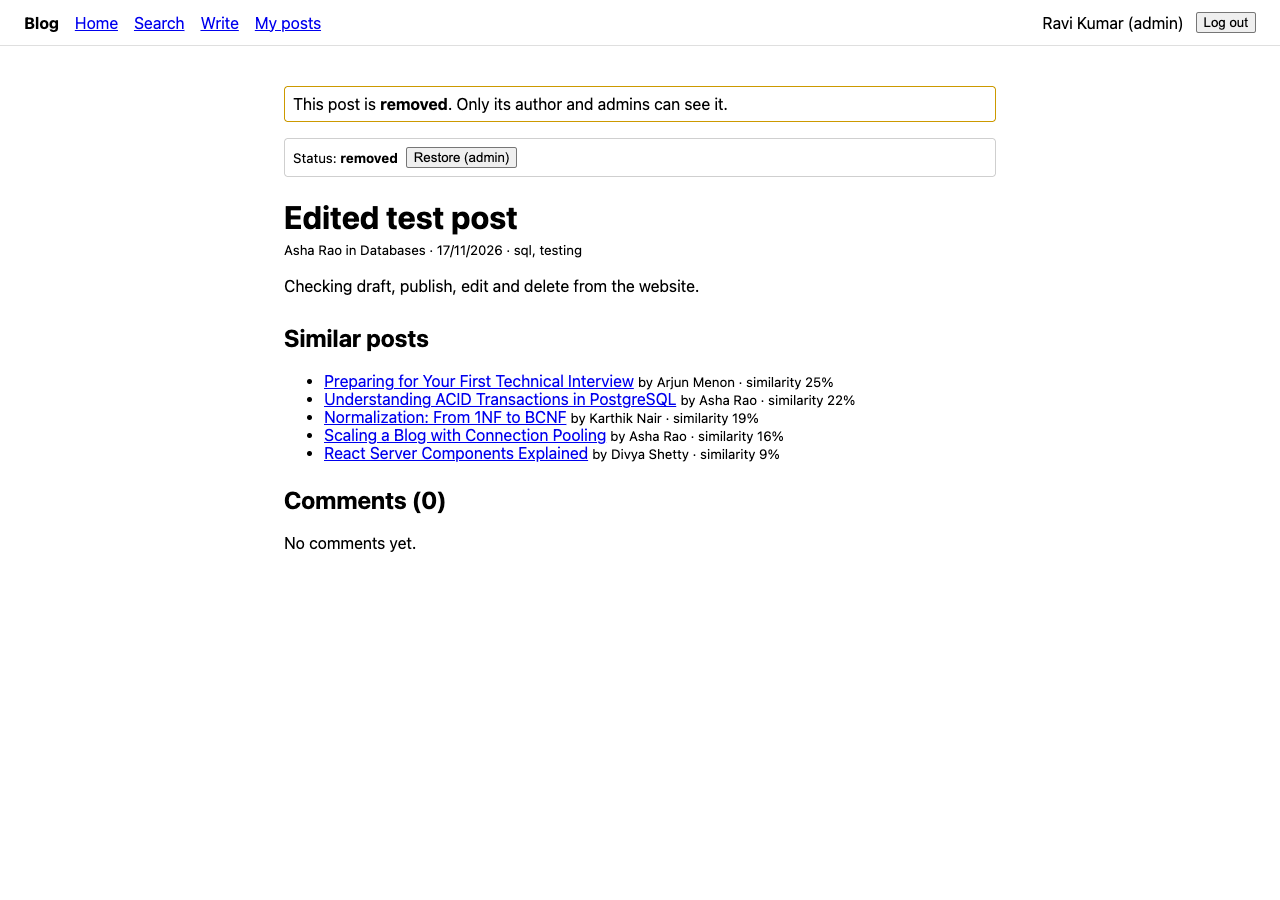 Blog Home Search Write My posts Ravi Kumar (admin) Log out
This post is removed. Only its author and admins can see it.
Status: removed Restore (admin)
Edited test post
Asha Rao in Databases · 17/11/2026 · sql, testing
Checking draft, publish, edit and delete from the website.
Similar posts
• Preparing for Your First Technical Interview by Arjun Menon · similarity 25%
• Understanding ACID Transactions in PostgreSQL by Asha Rao · similarity 22%
• Normalization: From 1NF to BCNF by Karthik Nair · similarity 19%
• Scaling a Blog with Connection Pooling by Asha Rao · similarity 16%
• React Server Components Explained by Divya Shetty · similarity 9%
Comments (0)
No comments yet.